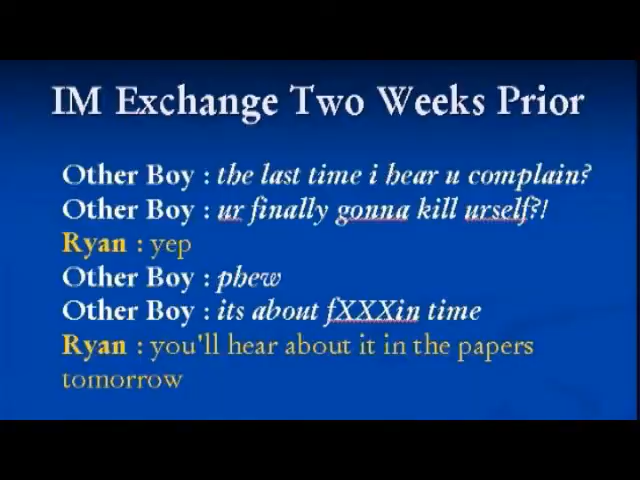 IM Exchange Two Weeks Prior
Other Boy : the last time i hear u complain?
Other Boy : ur finally gonna kill urself?!
Ryan : yep
Other Boy : phew
Other Boy : its about fXXXin time
Ryan : you'll hear about it in the papers
tomorrow